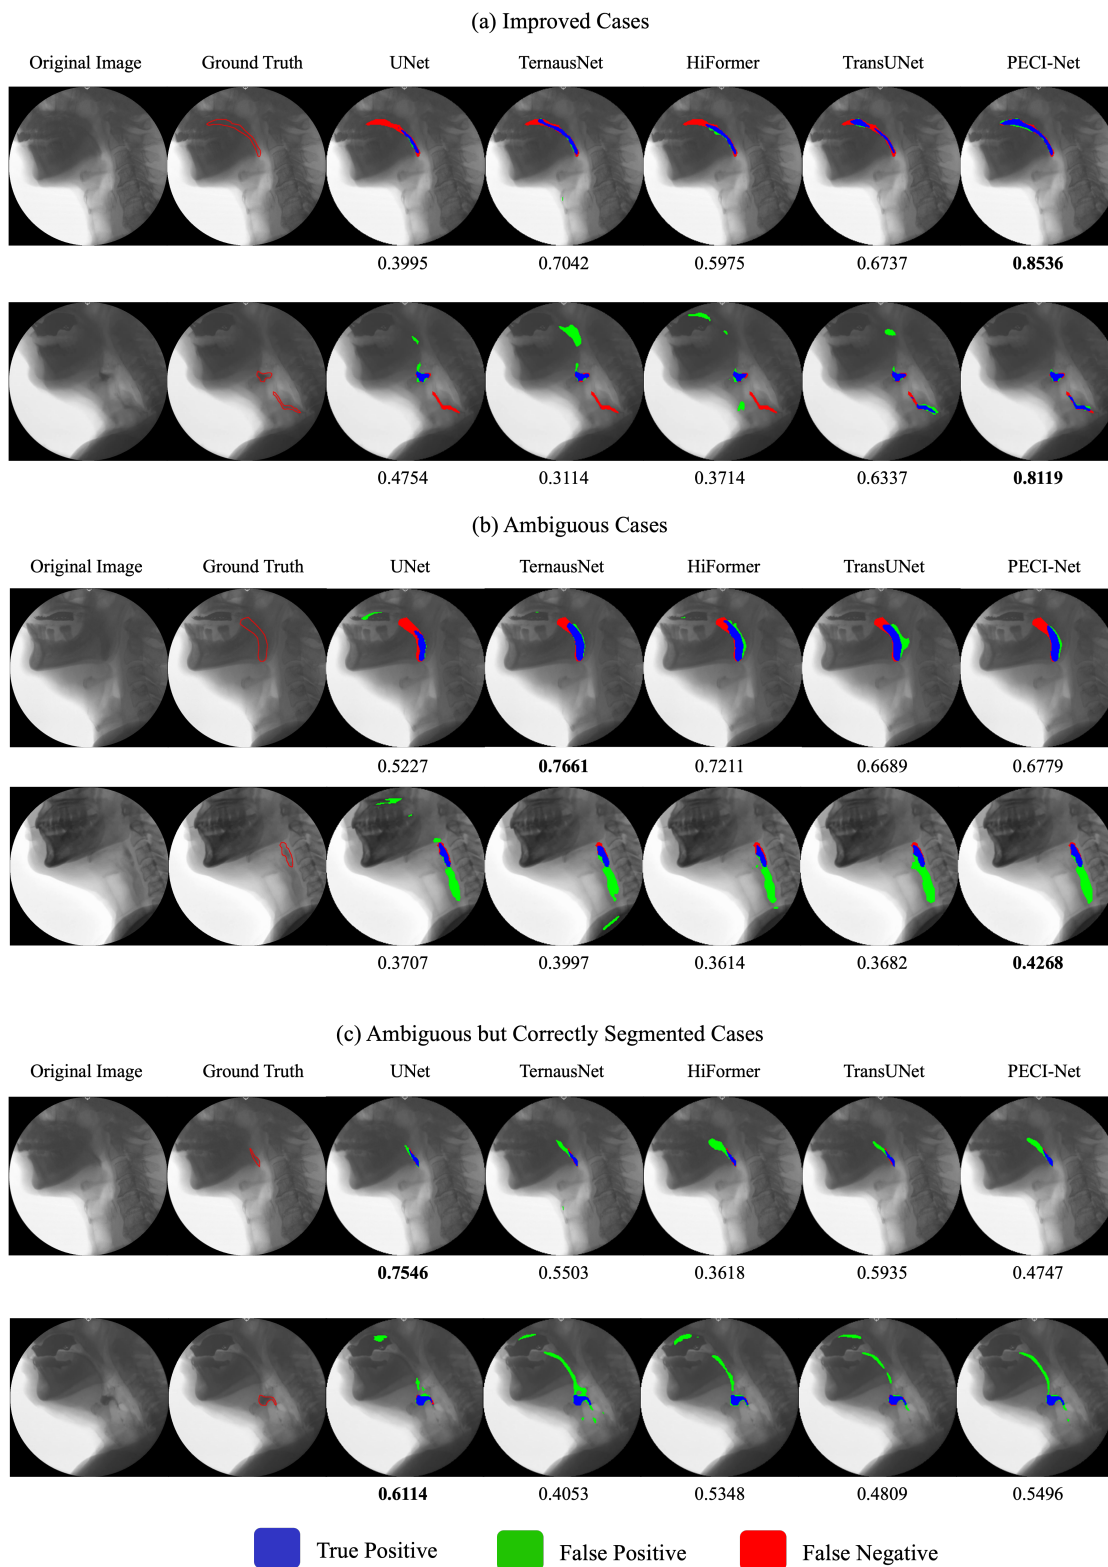 (a) Improved Cases
Original Image Ground Truth UNet TernausNet HiFormer TransUNet PECI-Net
0.3995 0.7042 0.5975 0.6737 0.8536
0.4754 0.3114 0.3714 0.6337 0.8119
(b) Ambiguous Cases
Original Image Ground Truth UNet TernausNet HiFormer TransUNet PECI-Net
0.5227 0.7661 0.7211 0.6689 0.6779
0.3707 0.3997 0.3614 0.3682 0.4268
(c) Ambiguous but Correctly Segmented Cases
Original Image Ground Truth UNet TernausNet HiFormer TransUNet PECI-Net
0.7546 0.5503 0.3618 0.5935 0.4747
0.6114 0.4053 0.5348 0.4809 0.5496
True Positive False Positive False Negative